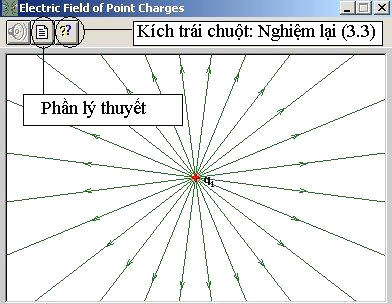 Electric Field of Point Charges
??
Kích trái chuột: Nghiệm lại (3.3)
Phần lý thuyết
q₁